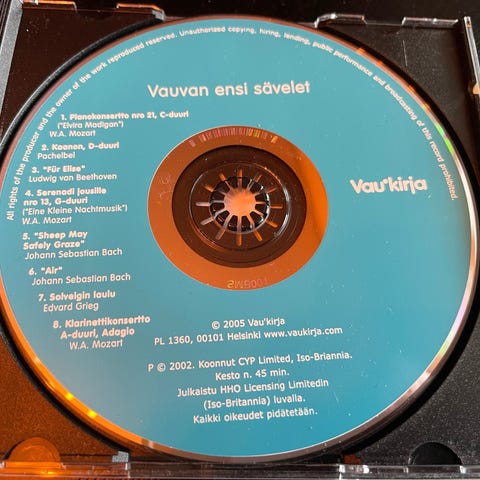 All rights of the producer and the owner of the work reproduced reserved. Unauthorized copying, hiring, lending, public performance and broadcasting of this record prohibited.
Vauvan ensi sävelet
1. Pianokonsertto nro 21, C-duuri
("Elvira Madigan")
W.A. Mozart
2. Kaanon, D-duuri
Pachelbel
3. "Für Elise"
Ludwig van Beethoven
4. Serenadi jousille
nro 13, G-duuri
("Eine Kleine Nachtmusik")
W.A. Mozart
5. "Sheep May
Safely Graze"
Johann Sebastian Bach
6. "Air"
Johann Sebastian Bach
7. Solveigin laulu
Edvard Grieg
8. Klarinettikonsertto
A-duuri, Adagio
W.A. Mozart
Vau'kirja
© 2005 Vau'kirja
PL 1360, 00101 Helsinki www.vaukirja.com
P © 2002. Koonnut CYP Limited, Iso-Briannia.
Kesto n. 45 min.
Julkaistu HHO Licensing Limitedin
(Iso-Britannia) luvalla.
Kaikki oikeudet pidätetään.